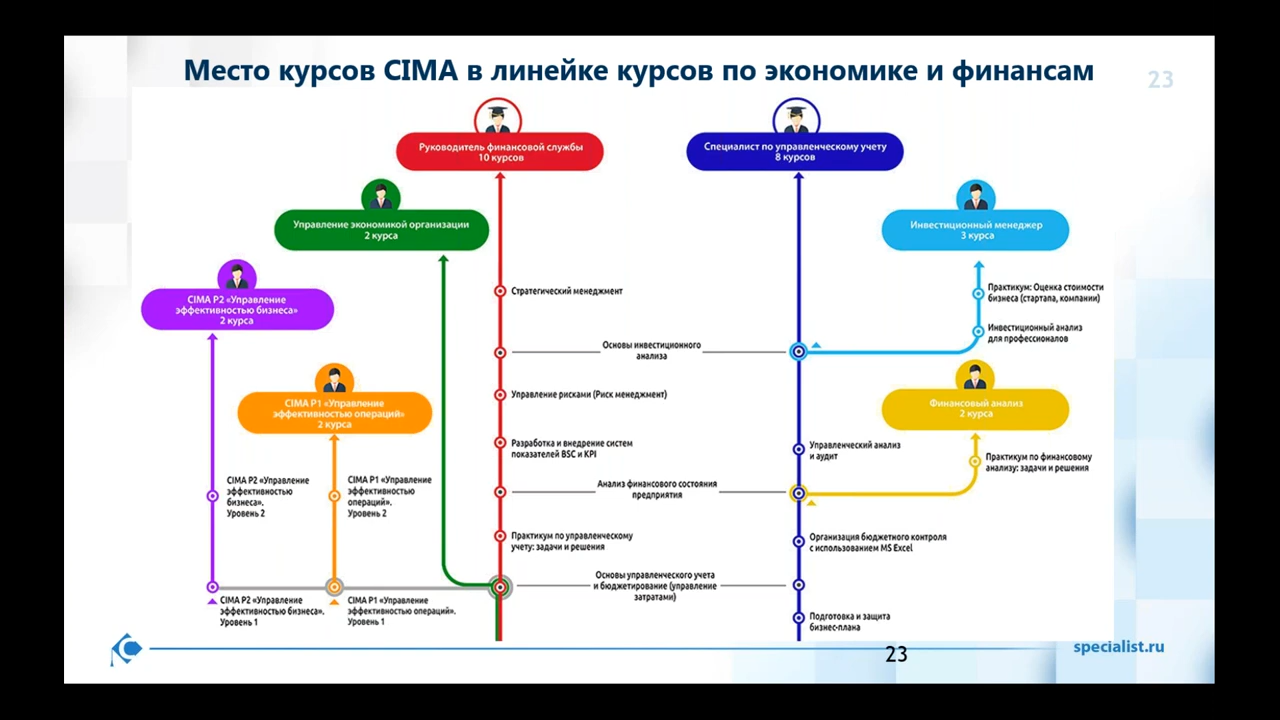 Место курсов CIMA в линейке курсов по экономике и финансам
23
Руководитель финансовой службы
10 курсов
Специалист по управленческому учету
8 курсов
Управление экономикой организации
2 курса
Инвестиционный менеджер
3 курса
CIMA P2 «Управление
эффективностью бизнеса»
2 курса
Стратегический менеджмент
Практикум: Оценка стоимости
бизнеса (стартапа, компании)
Инвестиционный анализ
для профессионалов
Основы инвестиционного
анализа
CIMA P1 «Управление
эффективностью операций»
2 курса
Управление рисками (Риск менеджмент)
Финансовый анализ
2 курса
Разработка и внедрение систем
показателей BSC и KPI
Управленческий анализ
и аудит
Практикум по финансовому
анализу: задачи и решения
CIMA P2 «Управление
эффективностью
бизнеса».
Уровень 2
CIMA P1 «Управление
эффективностью
операций».
Уровень 2
Анализ финансового состояния
предприятия
Практикум по управленческому
учету: задачи и решения
Организация бюджетного контроля
с использованием MS Excel
Основы управленческого учета
и бюджетирование (управление
затратами)
CIMA P2 «Управление
эффективностью бизнеса».
Уровень 1
CIMA P1 «Управление
эффективностью операций».
Уровень 1
Подготовка и защита
бизнес-плана
23
specialist.ru